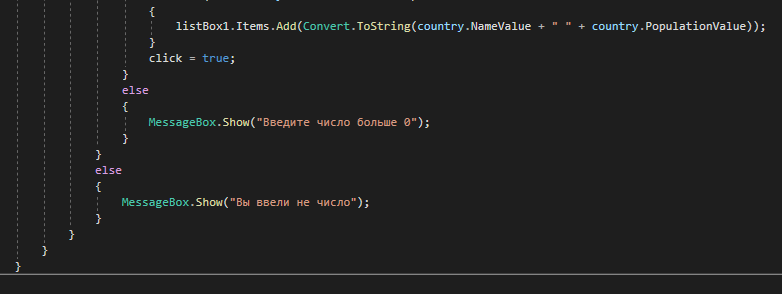 {
listBox1.Items.Add(Convert.ToString(country.NameValue + " " + country.PopulationValue));
}
click = true;
}
else
{
MessageBox.Show("Введите число больше 0");
}
}
else
{
MessageBox.Show("Вы ввели не число");
}
}
}
}